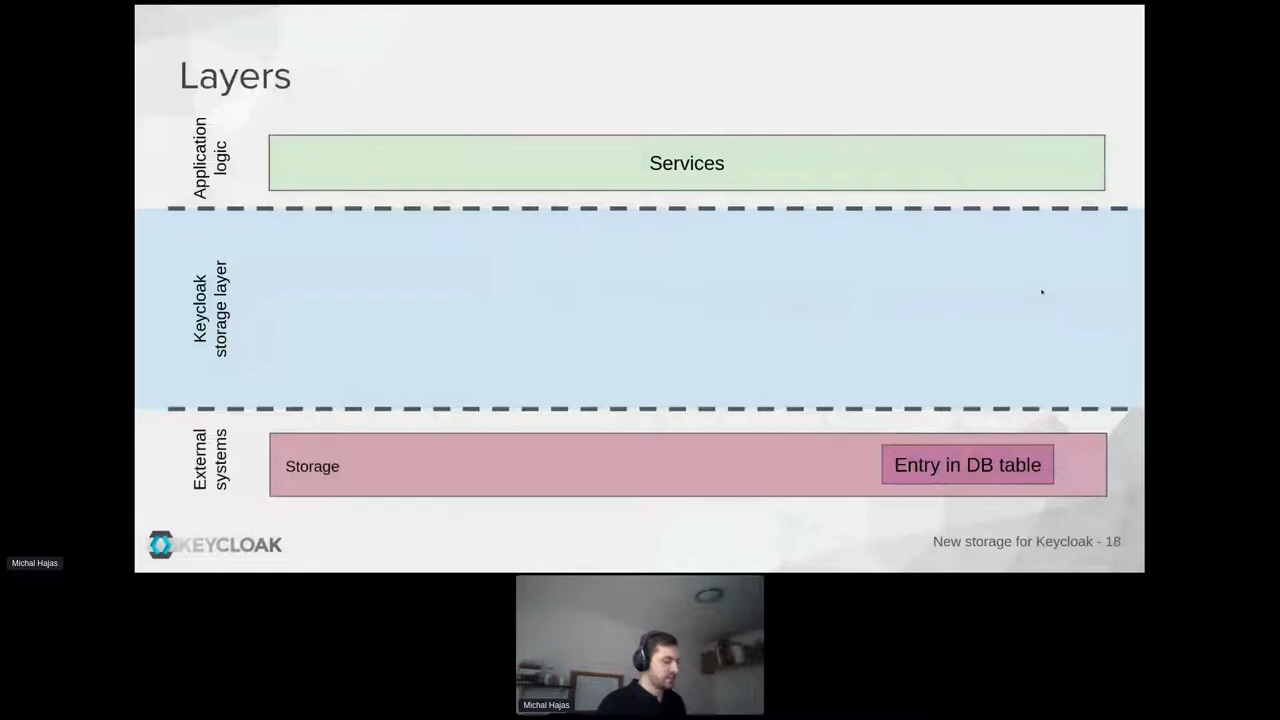 Layers
Application
logic
Services
Keycloak
storage layer
External
systems
Storage
Entry in DB table
KEYCLOAK
New storage for Keycloak - 18
Michal Hajas
Michal Hajas